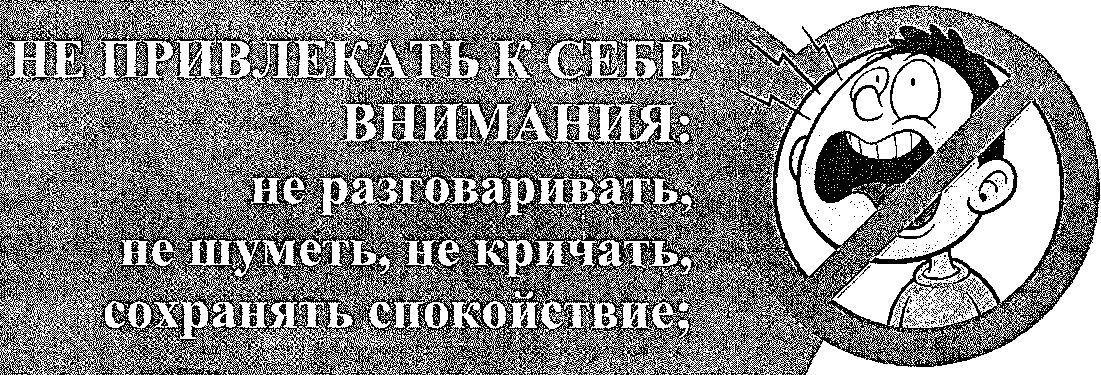 НЕ ПРИВЛЕКАТЬ К СЕБЕ
ВНИМАНИЯ:
не разговаривать,
не шуметь, не кричать,
сохранять спокойствие;